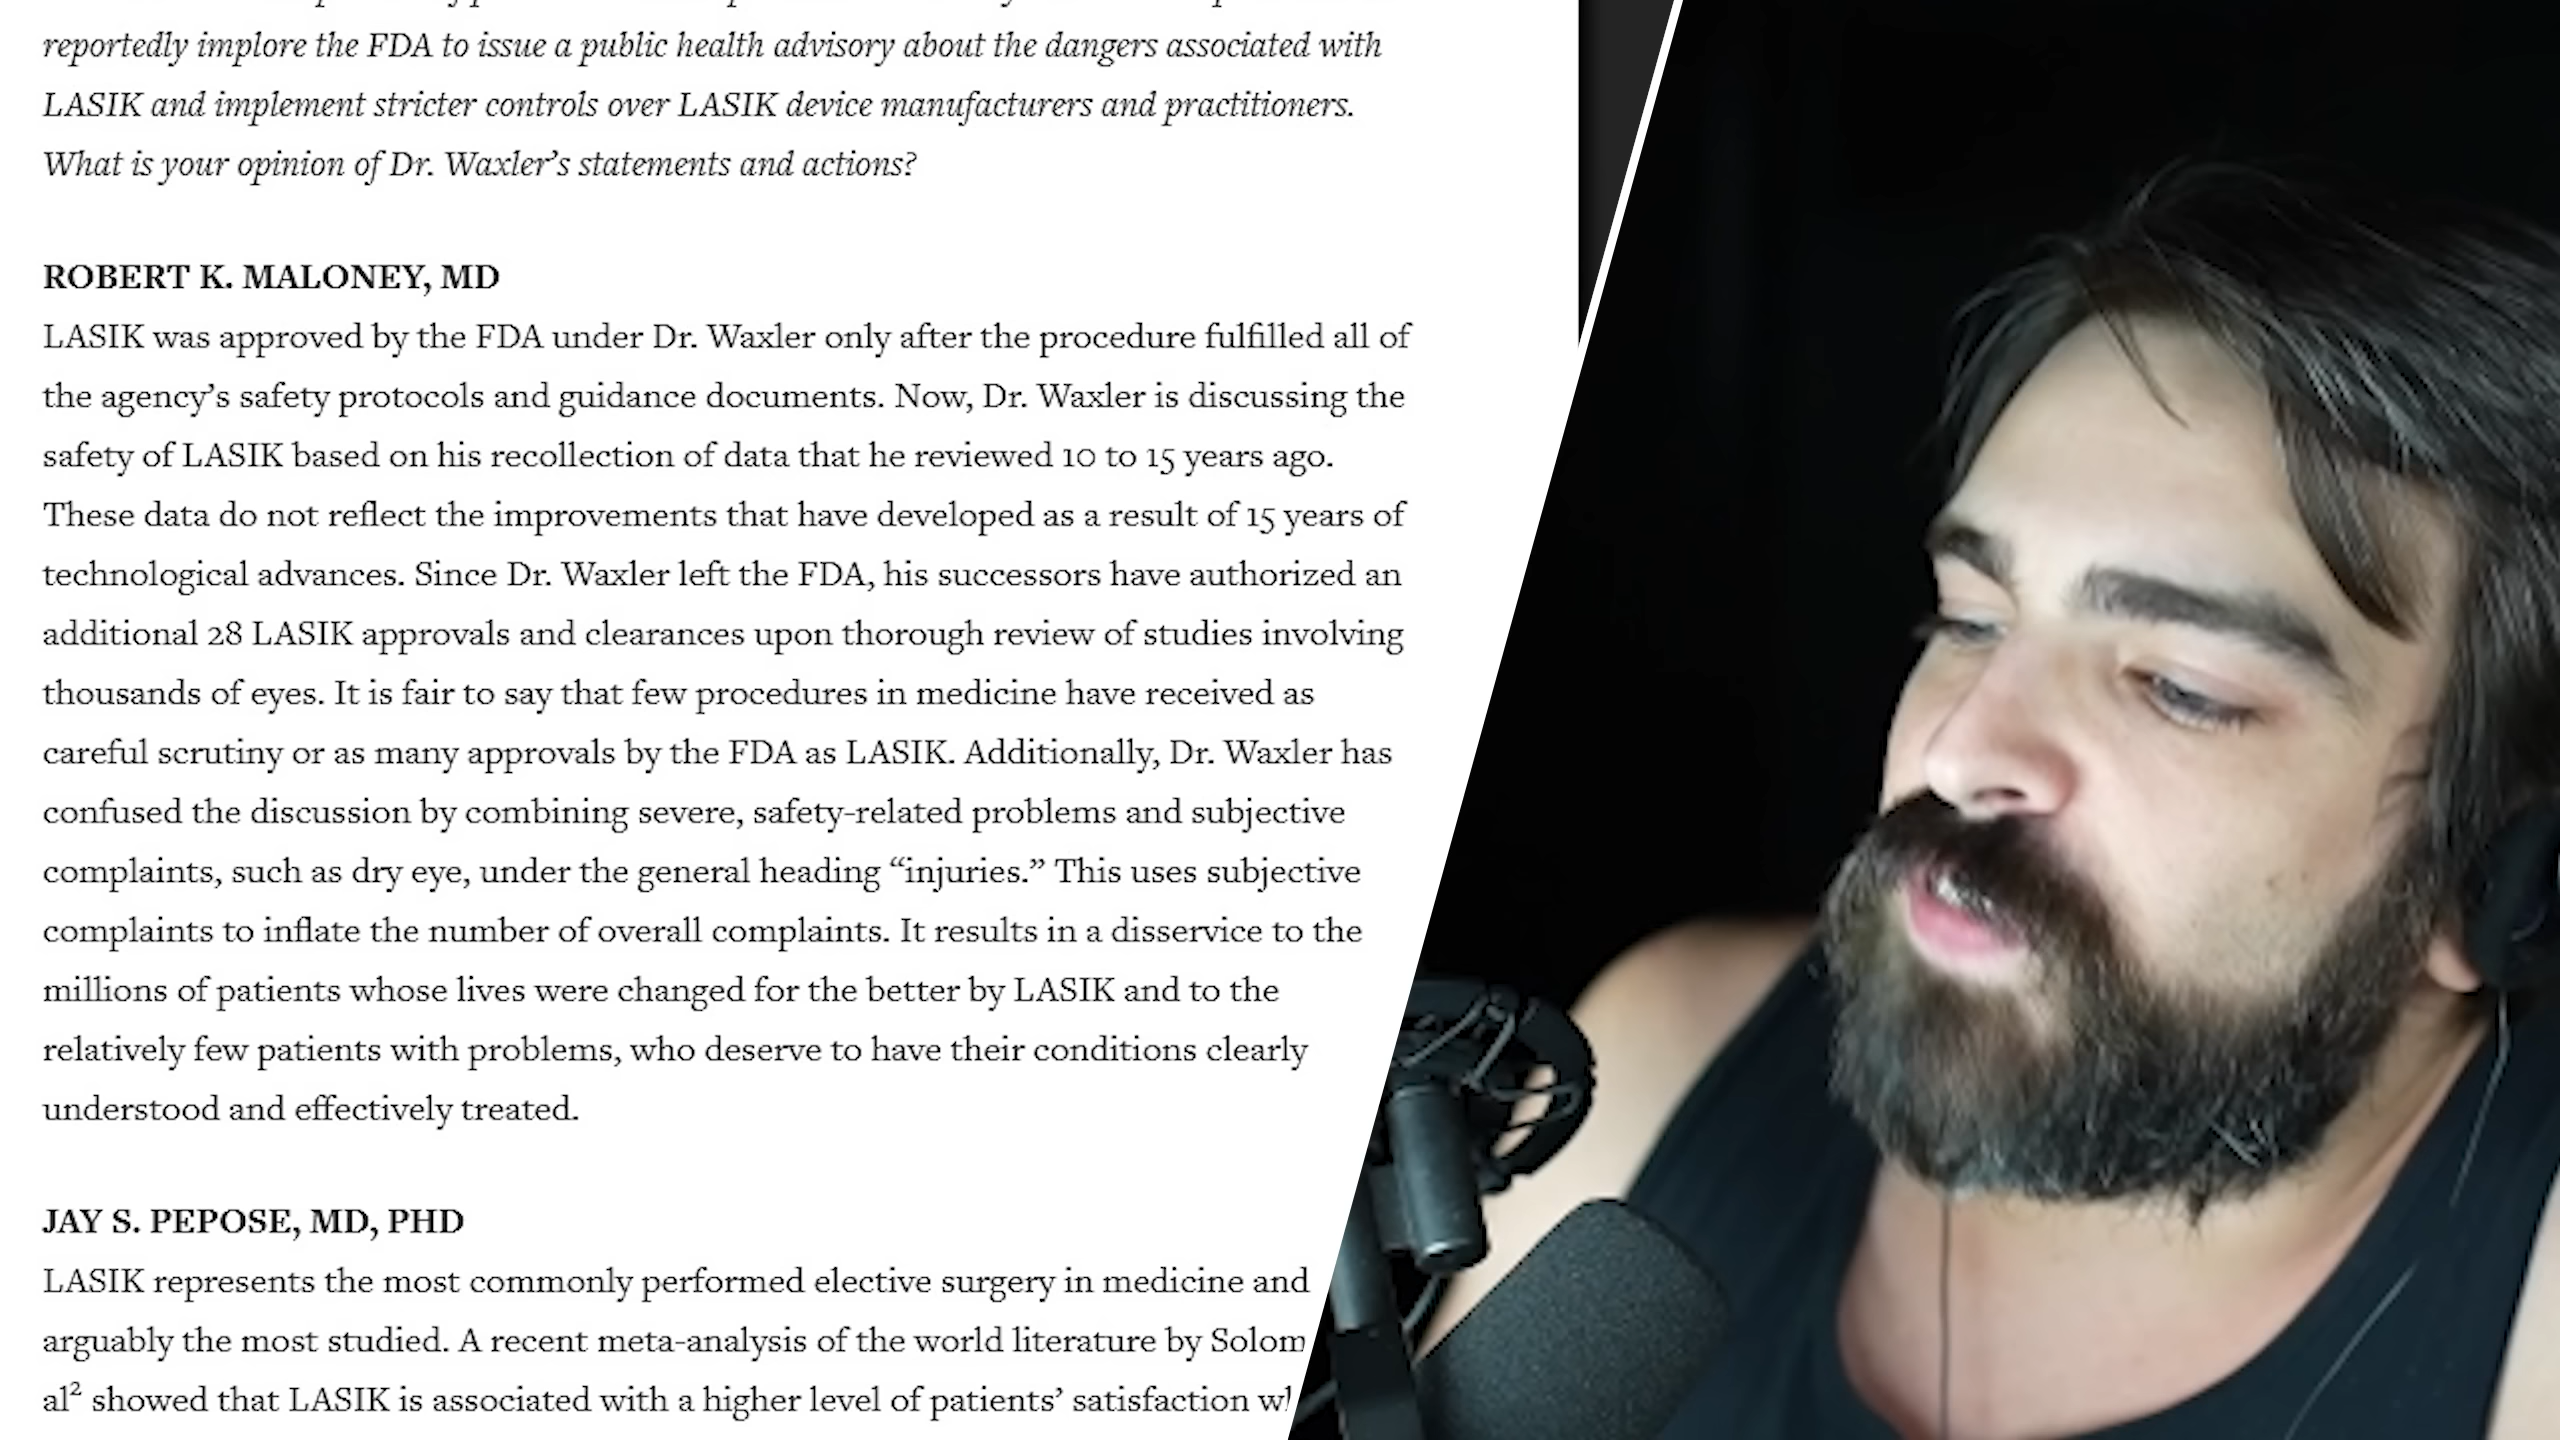 reportedly implore the FDA to issue a public health advisory about the dangers associated with
LASIK and implement stricter controls over LASIK device manufacturers and practitioners.
What is your opinion of Dr. Waxler’s statements and actions?
ROBERT K. MALONEY, MD
LASIK was approved by the FDA under Dr. Waxler only after the procedure fulfilled all of
the agency’s safety protocols and guidance documents. Now, Dr. Waxler is discussing the
safety of LASIK based on his recollection of data that he reviewed 10 to 15 years ago.
These data do not reflect the improvements that have developed as a result of 15 years of
technological advances. Since Dr. Waxler left the FDA, his successors have authorized an
additional 28 LASIK approvals and clearances upon thorough review of studies involving
thousands of eyes. It is fair to say that few procedures in medicine have received as
careful scrutiny or as many approvals by the FDA as LASIK. Additionally, Dr. Waxler has
confused the discussion by combining severe, safety-related problems and subjective
complaints, such as dry eye, under the general heading “injuries.” This uses subjective
complaints to inflate the number of overall complaints. It results in a disservice to the
millions of patients whose lives were changed for the better by LASIK and to the
relatively few patients with problems, who deserve to have their conditions clearly
understood and effectively treated.
JAY S. PEPOSE, MD, PHD
LASIK represents the most commonly performed elective surgery in medicine and
arguably the most studied. A recent meta-analysis of the world literature by
al² showed that LASIK is associated with a higher level of patients’ satisfaction